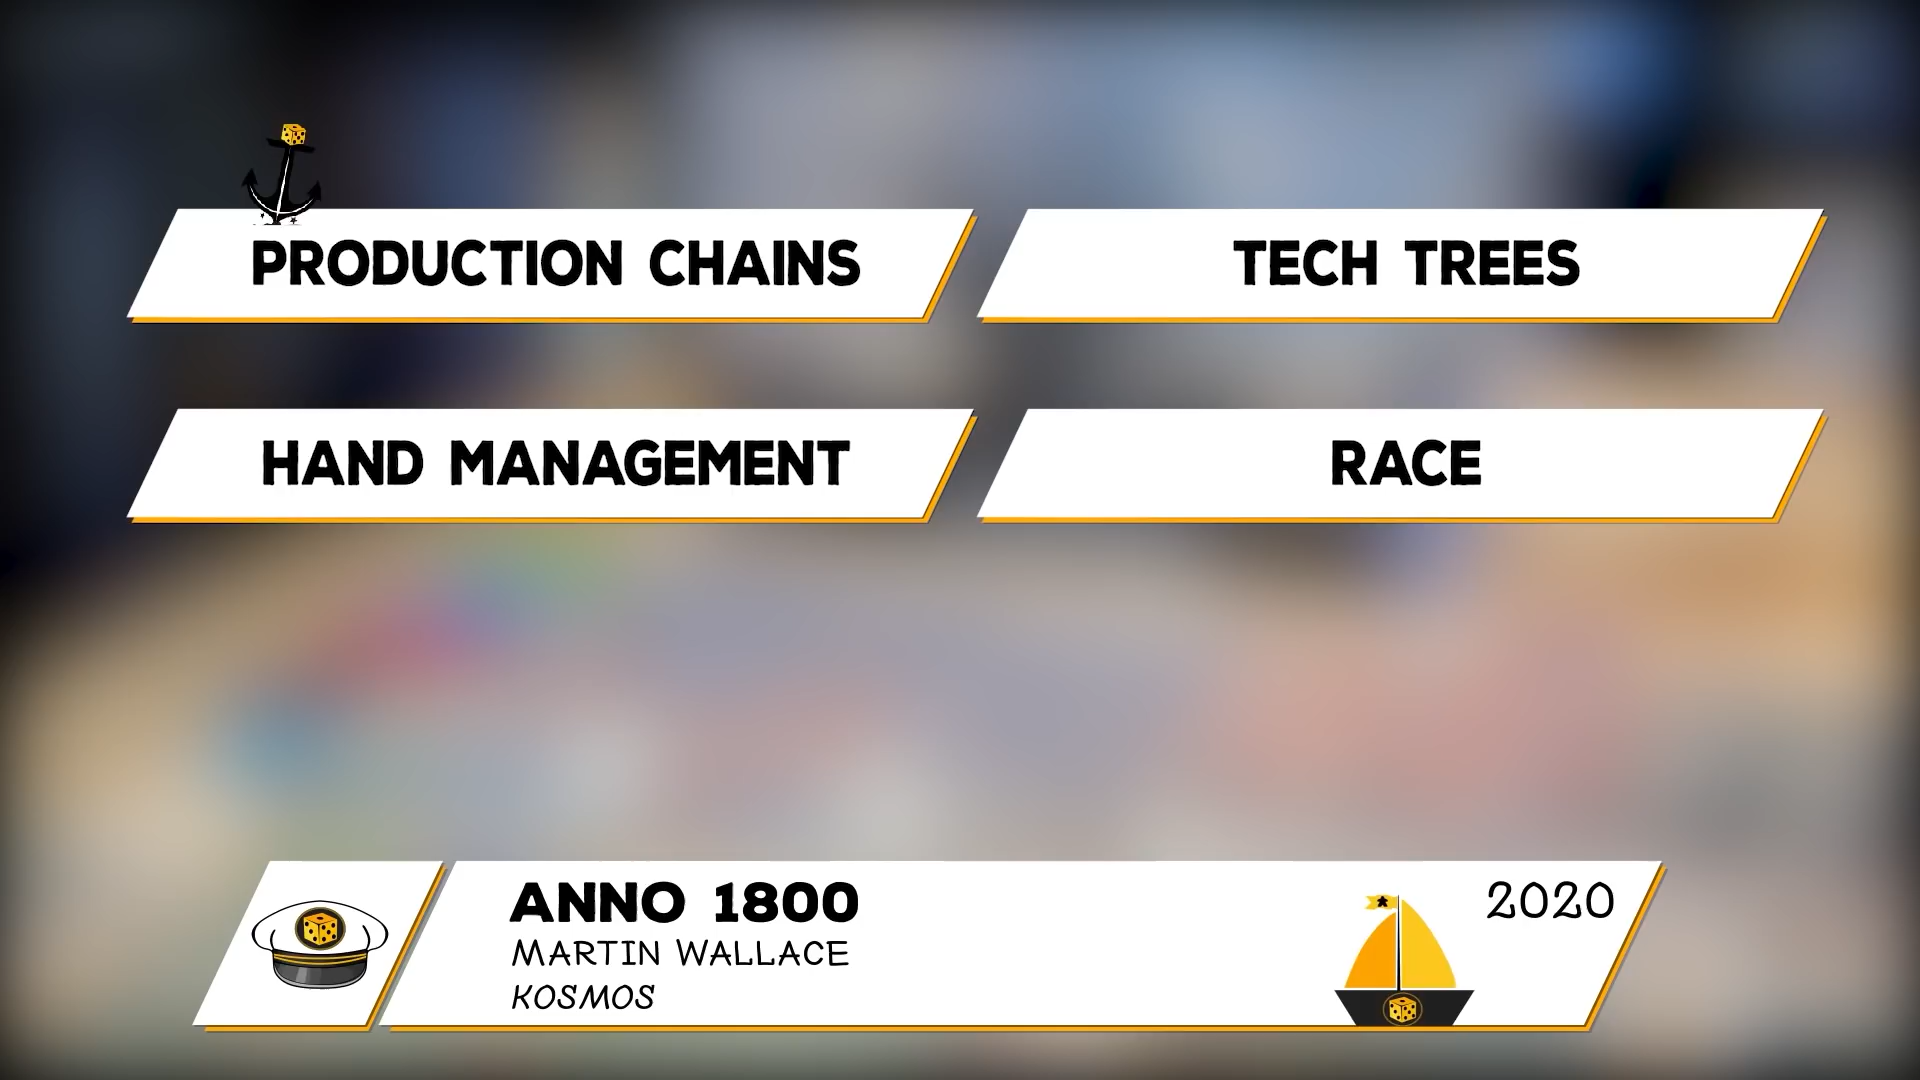 PRODUCTION CHAINS
TECH TREES
HAND MANAGEMENT
RACE
ANNO 1800
2020
MARTIN WALLACE
KOSMOS